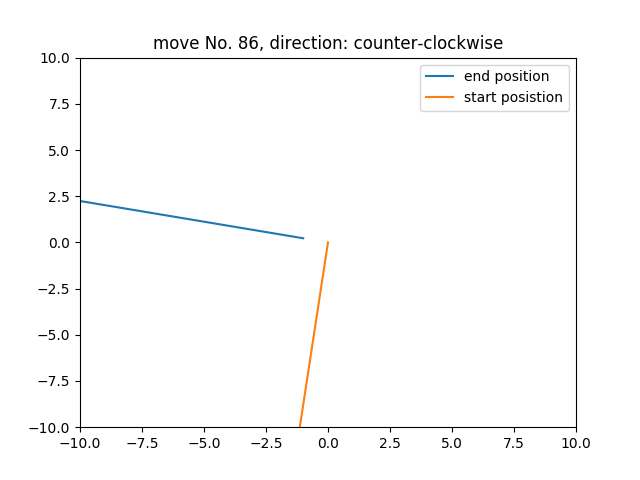 move No. 86, direction: counter-clockwise
end position
start posistion
10.0
7.5
5.0
2.5
0.0
−2.5
−5.0
−7.5
−10.0
−10.0 −7.5 −5.0 −2.5 0.0 2.5 5.0 7.5 10.0